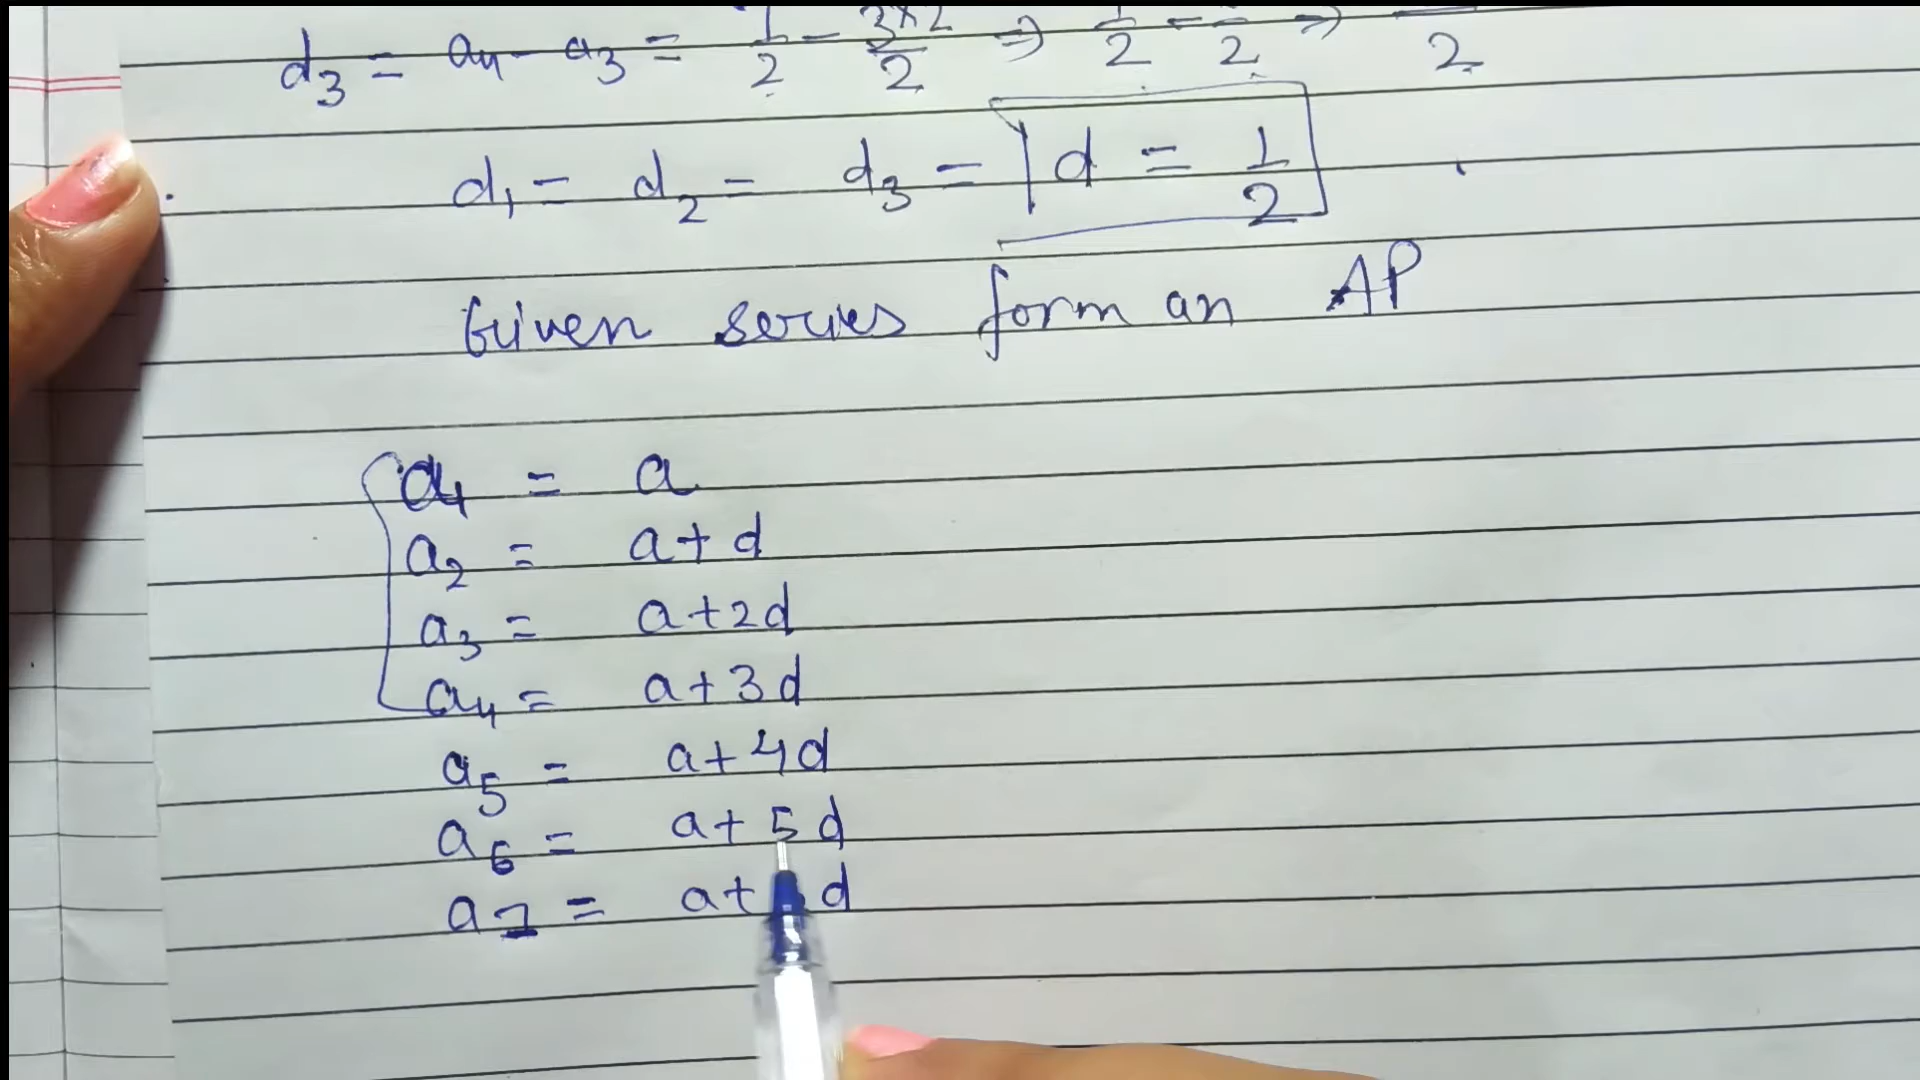 d₃ = a₄ - a₃ = 1/2 - 3×2/2 ⇒ 1/2 - /2 ⇒ /2
d₁ = d₂ = d₃ = d = 1/2
Given series form an AP
a₁ = a
a₂ = a+d
a₃ = a+2d
a₄ = a+3d
a₅ = a+4d
a₆ = a+5d
a₇ = a+ d